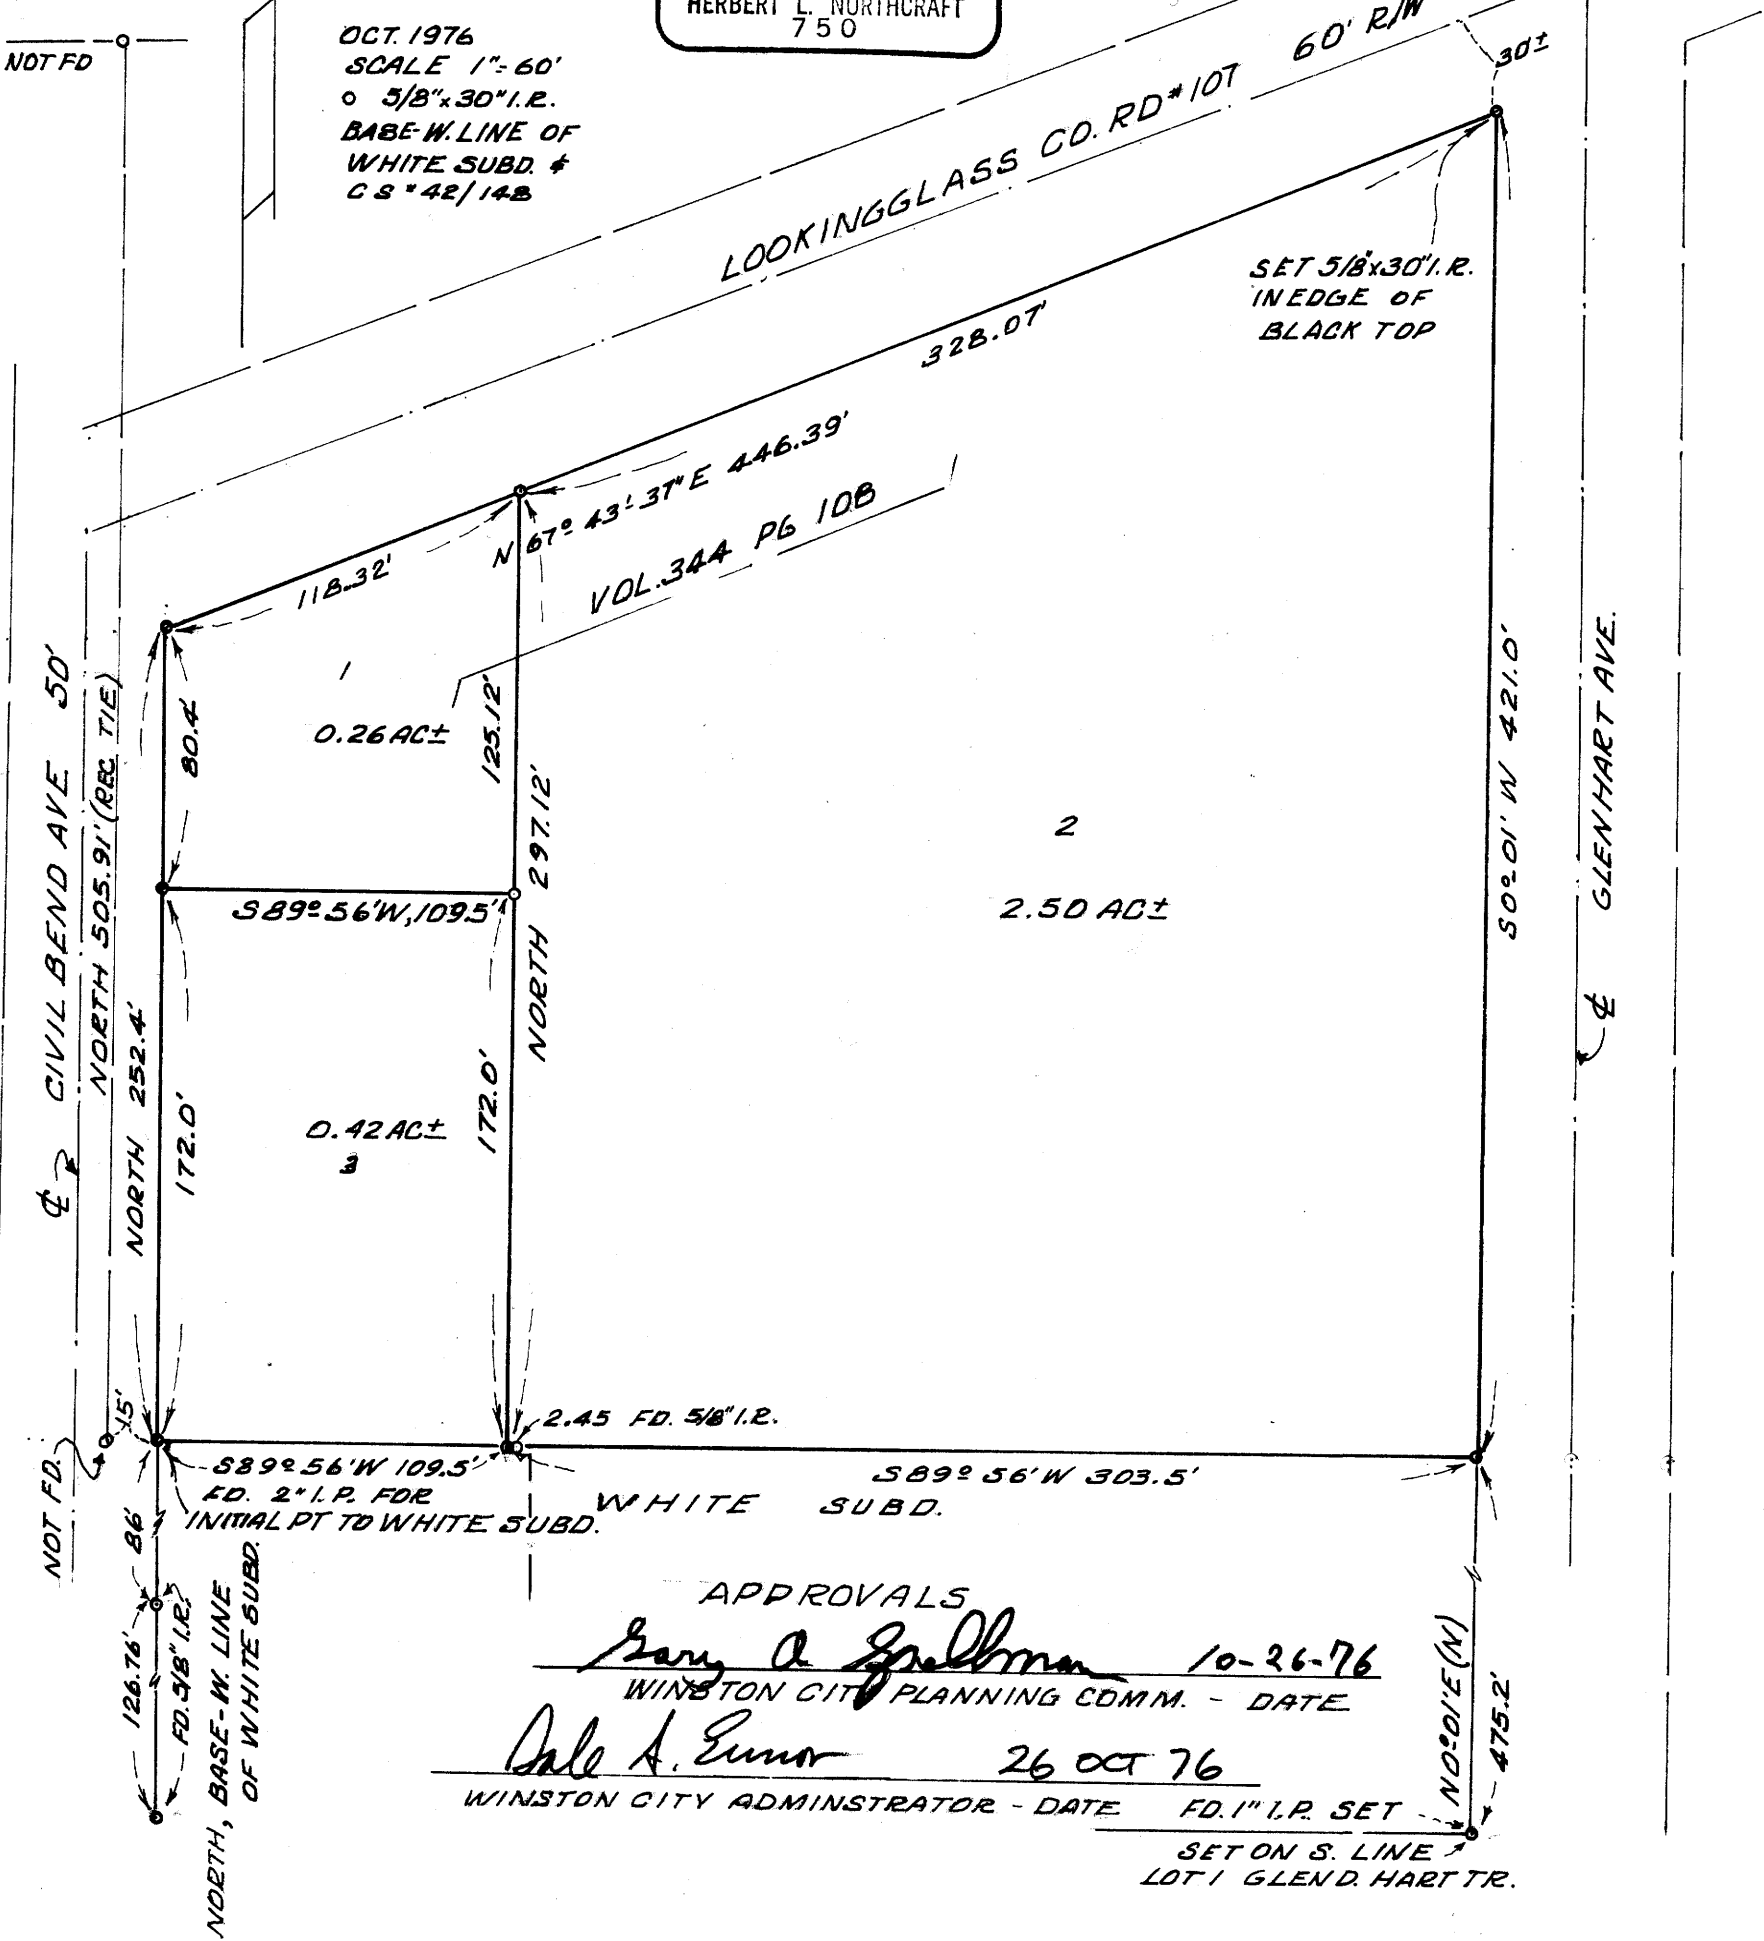 HERBERT L. NORTHCRAFT
750
NOT FD
OCT. 1976
SCALE 1"= 60'
o 5/8"x30" I.R.
BASE-W. LINE OF
WHITE SUBD. &
C S #42/148
LOOKINGGLASS CO. RD #107 60' R/W
30±
SET 5/8"x30" I.R.
IN EDGE OF
BLACK TOP
328.07'
N 67° 43' 37" E 446.39'
VOL. 344 PG 108
118.32'
1
0.26 AC±
80.4'
125.12'
NORTH 297.12'
CIVIL BEND AVE 50'
NORTH 505.91' (REC. TIE)
NORTH 252.4'
S 89° 56' W, 109.5'
2
2.50 AC±
S 0° 01' W 421.0'
GLENHART AVE.
172.0'
172.0'
0.42 AC±
3
15'
2.45 FD. 5/8" I.R.
S 89° 56' W 109.5'
FD. 2" I.P. FOR
INITIAL PT TO WHITE SUBD.
S 89° 56' W 303.5'
WHITE SUBD.
NOT FD.
86'
126.76'
FD. 5/8" I.R.
NORTH, BASE-W. LINE
OF WHITE SUBD.
APPROVALS
Gary A 10-26-76
WINSTON CITY PLANNING COMM. - DATE
Dale A. 26 OCT 76
WINSTON CITY ADMINSTRATOR - DATE
FD. 1" I.P. SET
SET ON S. LINE
LOT 1 GLEN D. HART TR.
N 0° 01' E (N)
475.2'